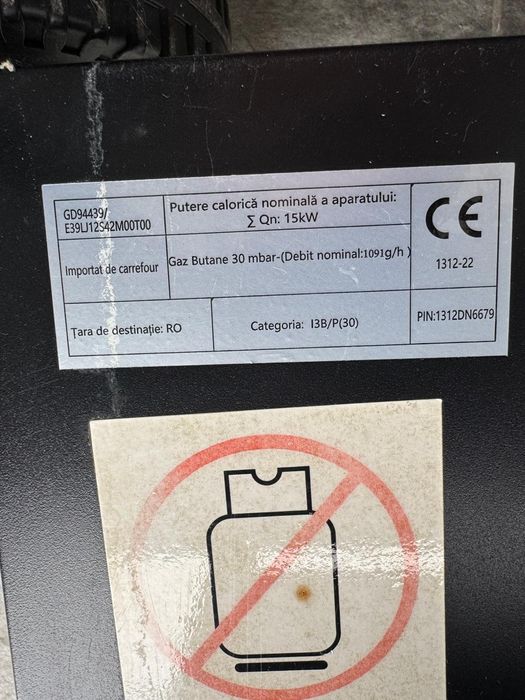 GD94439/
E39LJ12S42M00T00
Putere calorică nominală a aparatului:
∑ Qn: 15kW
CE
1312-22
Importat de carrefour
Gaz Butane 30 mbar-(Debit nominal:1091g/h )
Țara de destinație: RO
Categoria: I3B/P(30)
PIN:1312DN6679